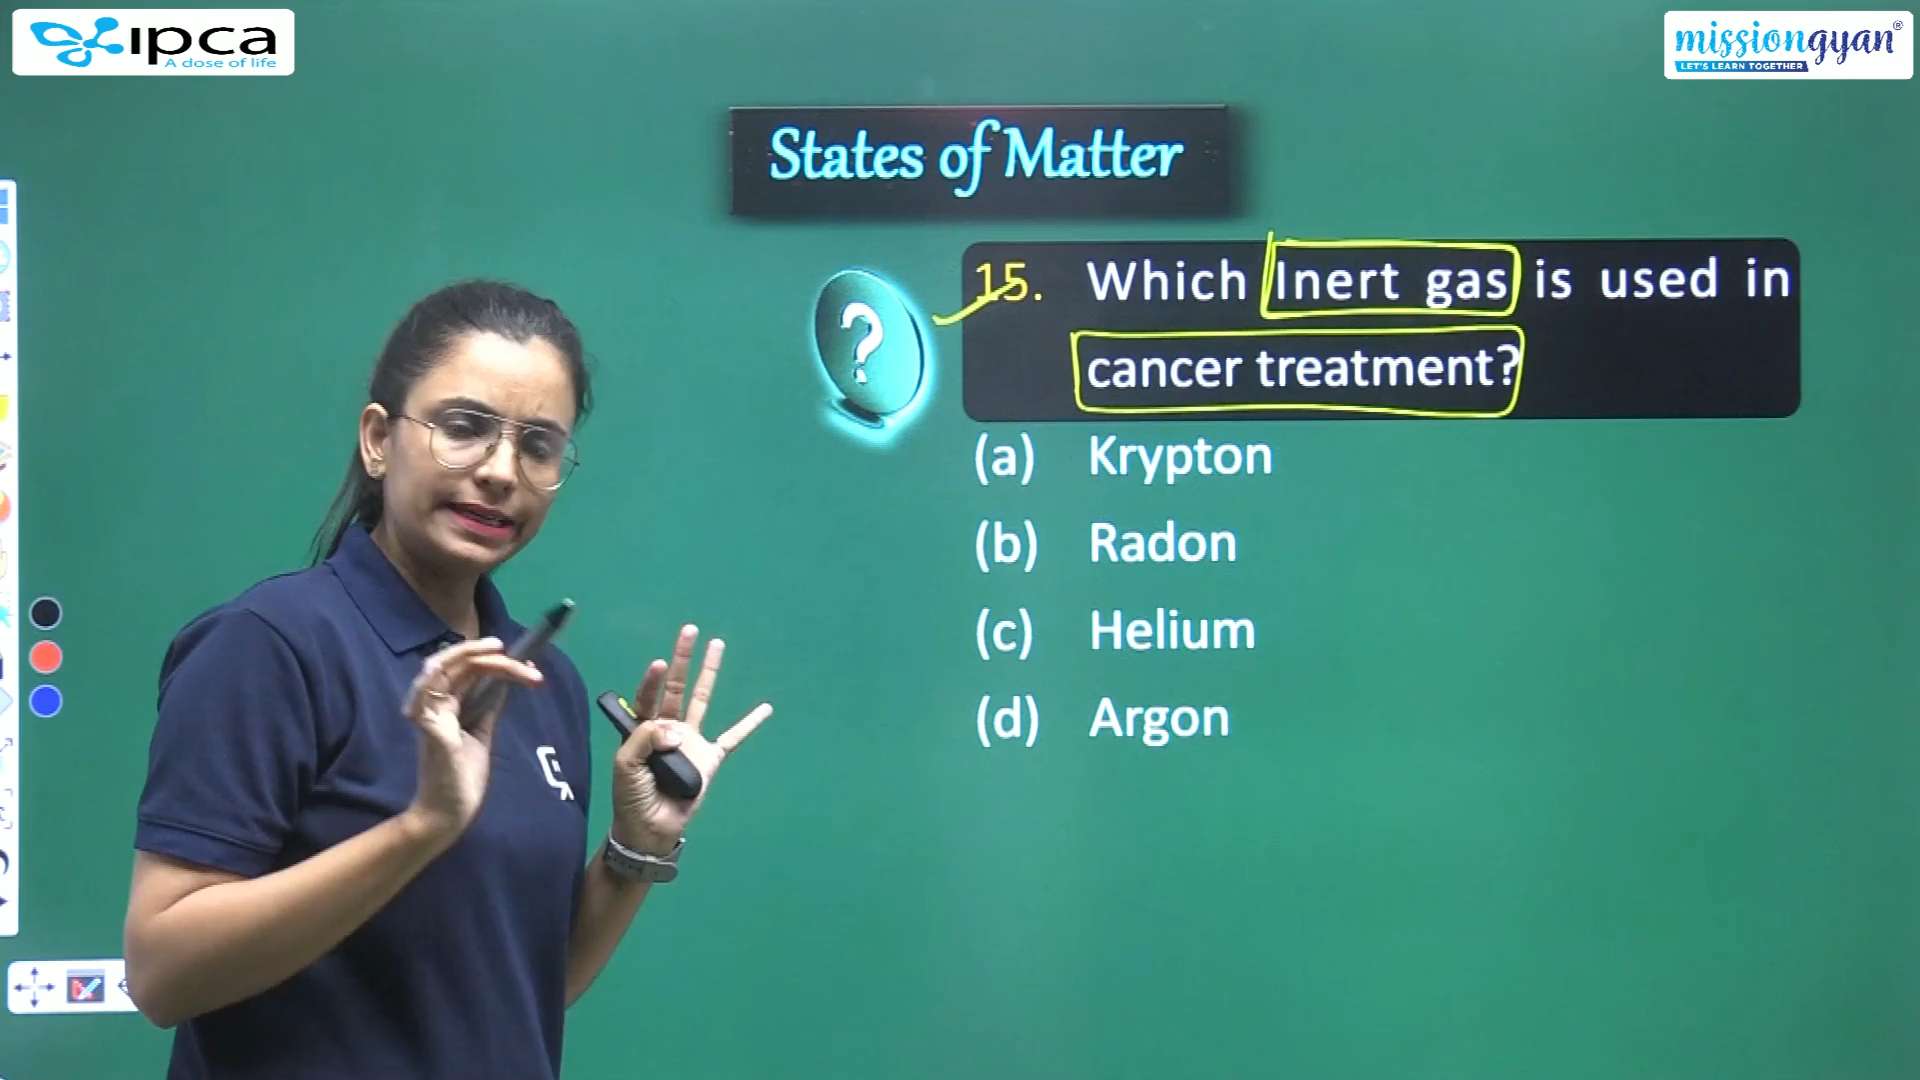 ipca
A dose of life
missiongyan®
LET'S LEARN TOGETHER
States of Matter
?
15. Which Inert gas is used in
cancer treatment?
(a) Krypton
(b) Radon
(c) Helium
(d) Argon